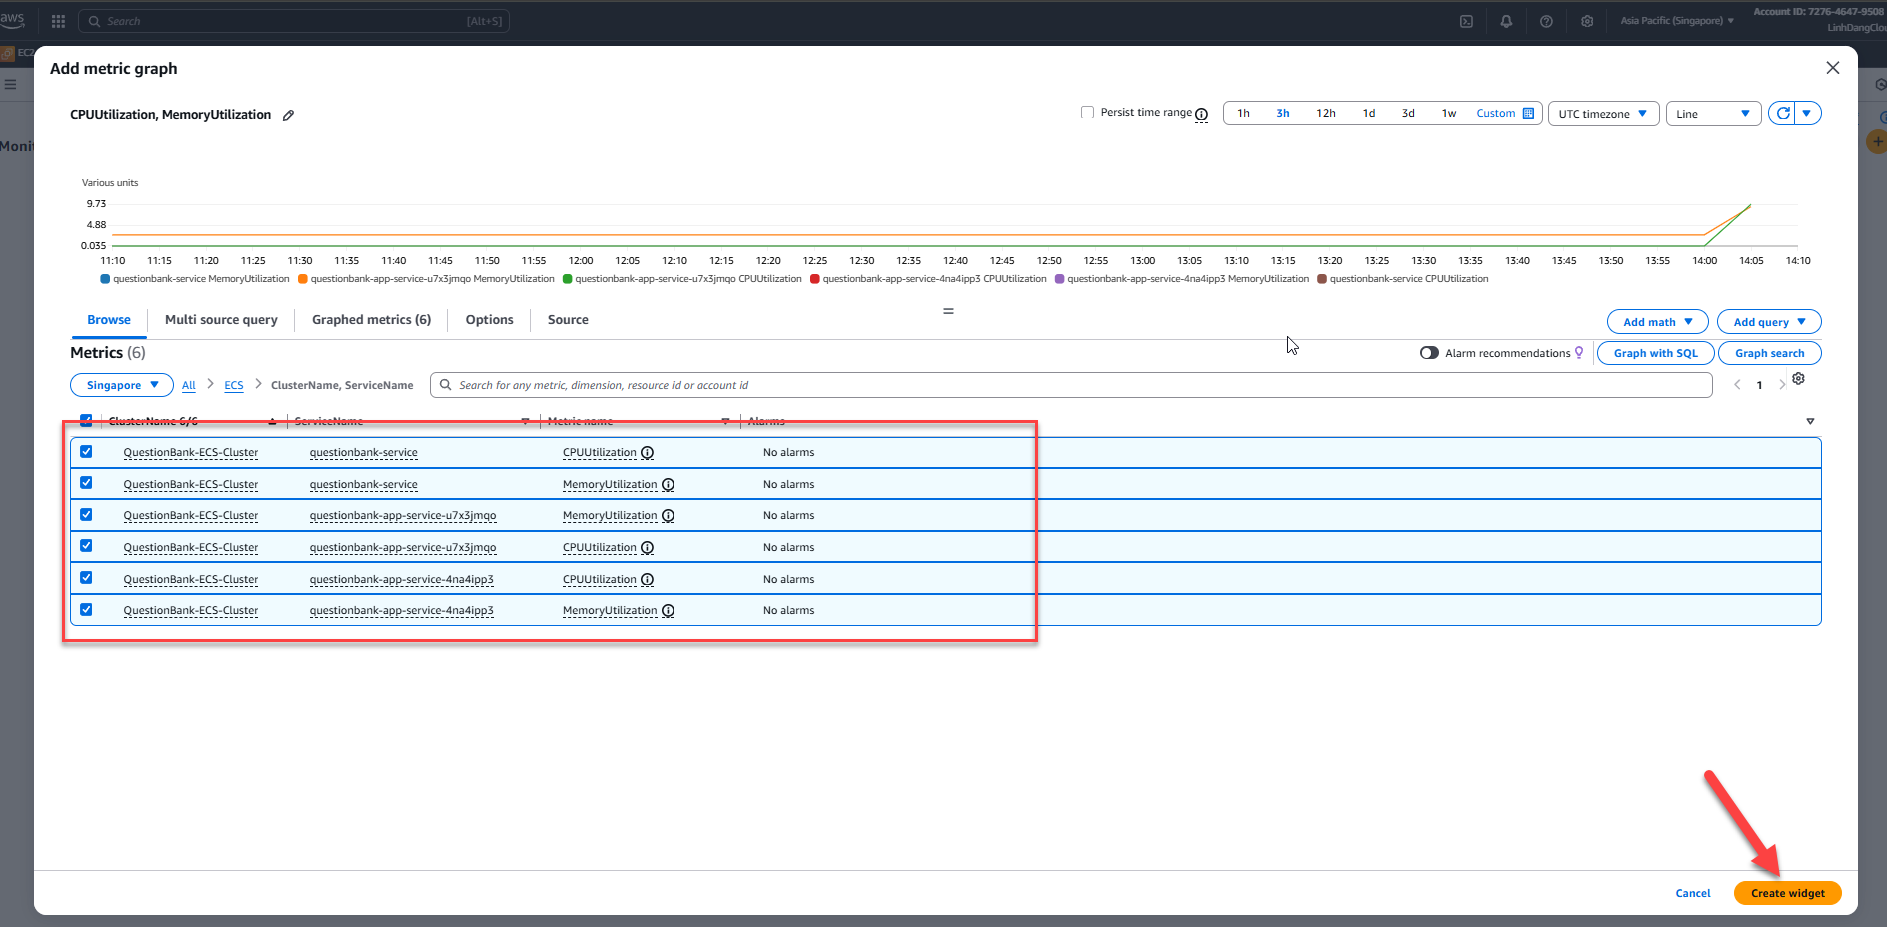 aws
Search
[Alt+S]
Asia Pacific (Singapore)
Account ID: 7276-4647-9508
LinhDangClou
EC2
Monit
Add metric graph
CPUUtilization, MemoryUtilization
Persist time range
1h 3h 12h 1d 3d 1w Custom
UTC timezone
Line
Various units
9.73
4.88
0.035
11:10 11:15 11:20 11:25 11:30 11:35 11:40 11:45 11:50 11:55 12:00 12:05 12:10 12:15 12:20 12:25 12:30 12:35 12:40 12:45 12:50 12:55 13:00 13:05 13:10 13:15 13:20 13:25 13:30 13:35 13:40 13:45 13:50 13:55 14:00 14:05 14:10
questionbank-service MemoryUtilization questionbank-app-service-u7x3jmqo MemoryUtilization questionbank-app-service-u7x3jmqo CPUUtilization questionbank-app-service-4na4ipp3 CPUUtilization questionbank-app-service-4na4ipp3 MemoryUtilization questionbank-service CPUUtilization
Browse Multi source query Graphed metrics (6) Options Source
Add math Add query
Metrics (6)
Alarm recommendations
Graph with SQL Graph search
Singapore All > ECS > ClusterName, ServiceName
Search for any metric, dimension, resource id or account id
1
ClusterName 6/6 ServiceName Metric name Alarms
QuestionBank-ECS-Cluster questionbank-service CPUUtilization No alarms
QuestionBank-ECS-Cluster questionbank-service MemoryUtilization No alarms
QuestionBank-ECS-Cluster questionbank-app-service-u7x3jmqo MemoryUtilization No alarms
QuestionBank-ECS-Cluster questionbank-app-service-u7x3jmqo CPUUtilization No alarms
QuestionBank-ECS-Cluster questionbank-app-service-4na4ipp3 CPUUtilization No alarms
QuestionBank-ECS-Cluster questionbank-app-service-4na4ipp3 MemoryUtilization No alarms
Cancel Create widget